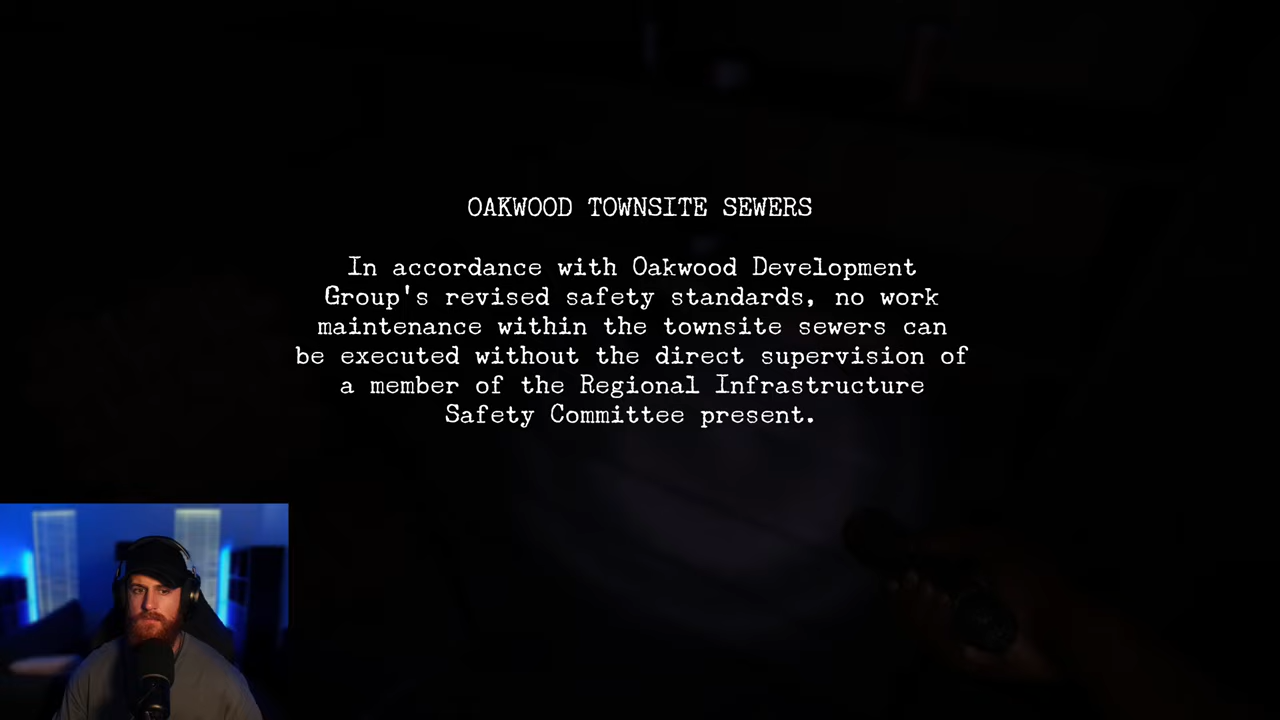 OAKWOOD TOWNSITE SEWERS
In accordance with Oakwood Development
Group's revised safety standards, no work
maintenance within the townsite sewers can
be executed without the direct supervision of
a member of the Regional Infrastructure
Safety Committee present.